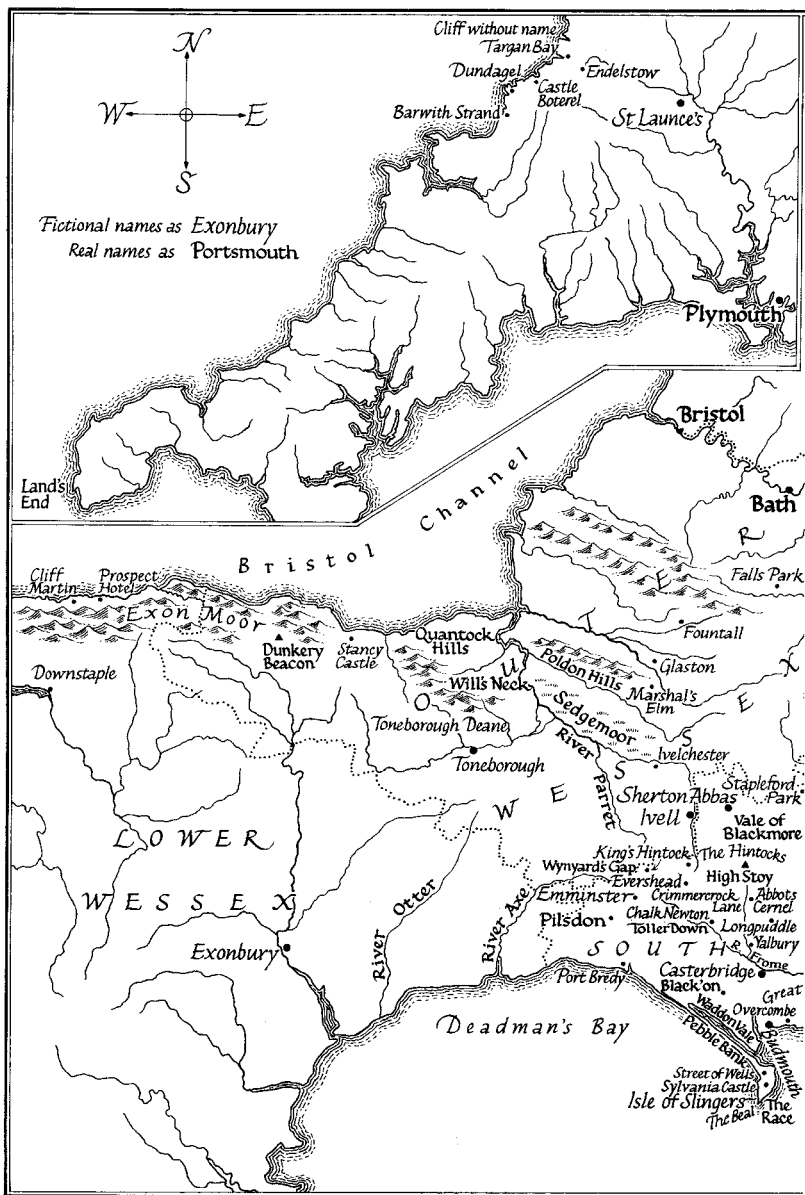 N
W E
S
Fictional names as Exonbury
Real names as Portsmouth
Cliff without name
Targan Bay
Dundagel
Endelstow
Castle
Boterel
Barwith Strand
St Launce's
Plymouth
Land's
End
Bristol Channel
Bristol
Bath
Falls Park
Fountall
Cliff
Martin
Prospect
Hotel
Exon Moor
Dunkery
Beacon
Stancy
Castle
Quantock
Hills
Will's Neck
Poldon Hills
Glaston
Marshal's
Elm
Sedgemoor
Downstaple
Toneborough Deane
Toneborough
River Parret
Ivelchester
OUTER
WESSEX
Stapleford
Park
Sherton Abbas
Ivell
Vale of
Blackmore
LOWER
WESSEX
King's Hintock
The Hintocks
Wynyard's Gap
High Stoy
Evershead
Emminster
Crimmercrock
Lane
Abbots
Cernel
Pilsdon
Chalk Newton
Toller Down
Longpuddle
Yalbury
R. Frome
SOUTH
River Otter
River Axe
Exonbury
Port Bredy
Casterbridge
Black'on
Great
Overcombe
Waddon Vale
Budmouth
Pebble Bank
Deadman's Bay
Street of Wells
Sylvania Castle
Isle of Slingers
The Beal
The
Race